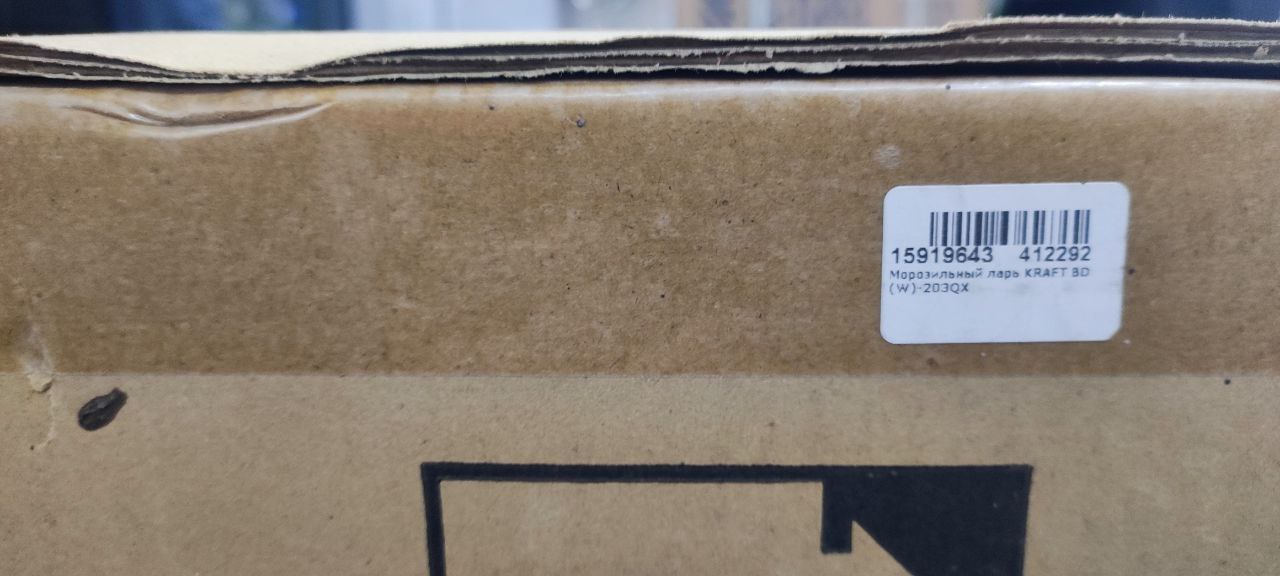 15919643 412292
Морозильный ларь KRAFT BD
(W)-203QX